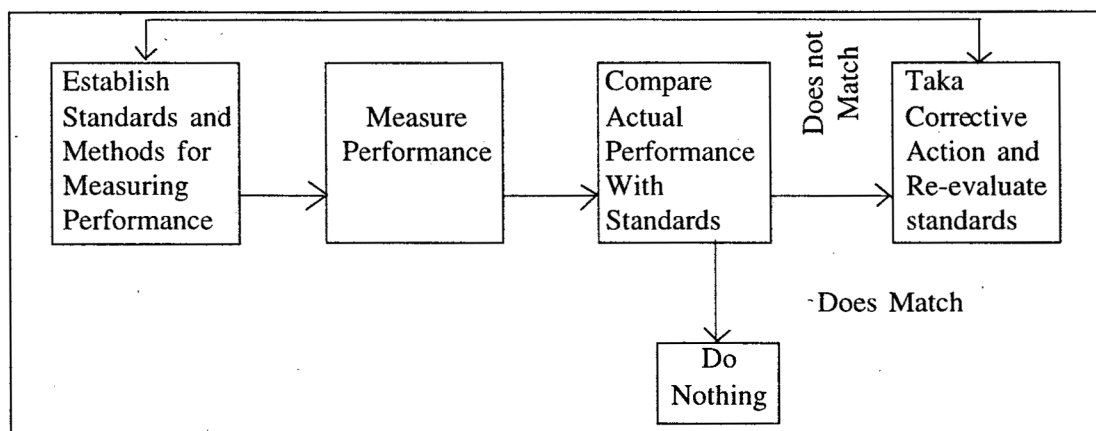 Establish
Standards and
Methods for
Measuring
Performance
Measure
Performance
Compare
Actual
Performance
With
Standards
Does not
Match
Taka
Corrective
Action and
Re-evaluate
standards
Does Match
Do
Nothing